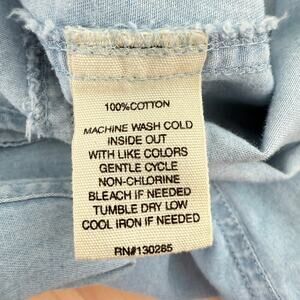 100%COTTON
MACHINE WASH COLD
INSIDE OUT
WITH LIKE COLORS
GENTLE CYCLE
NON-CHLORINE
BLEACH IF NEEDED
TUMBLE DRY LOW
COOL IRON IF NEEDED
RN#130285